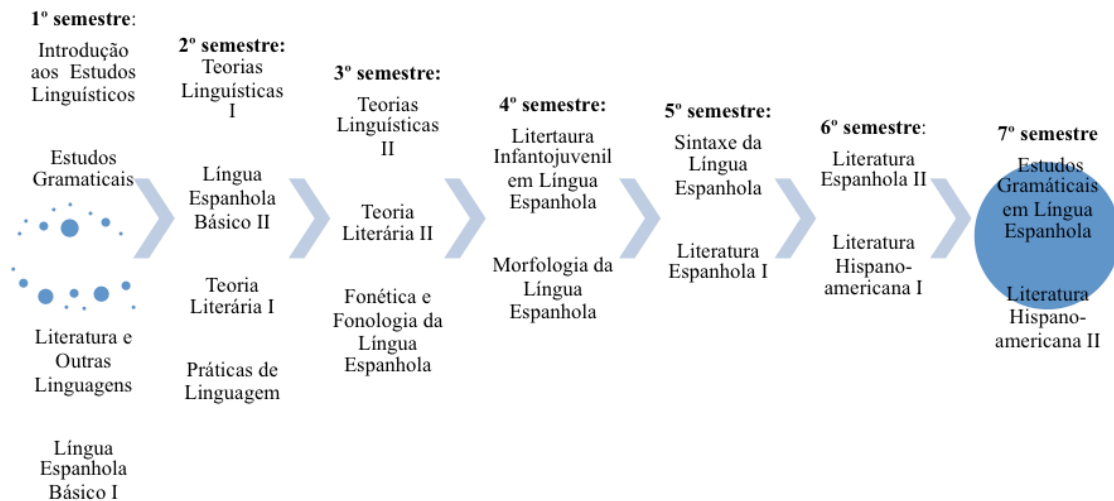 1º semestre:
Introdução
aos Estudos
Linguísticos
Estudos
Gramaticais
Literatura e
Outras
Linguagens
Língua
Espanhola
Básico I
2º semestre:
Teorias
Linguísticas
I
Língua
Espanhola
Básico II
Teoria
Literária I
Práticas de
Linguagem
3º semestre:
Teorias
Linguísticas
II
Teoria
Literária II
Fonética e
Fonologia da
Língua
Espanhola
4º semestre:
Litertaura
Infantojuvenil
em Língua
Espanhola
Morfologia da
Língua
Espanhola
5º semestre:
Sintaxe da
Língua
Espanhola
Literatura
Espanhola I
6º semestre:
Literatura
Espanhola II
Literatura
Hispano-
americana I
7º semestre
Estudos
Gramáticais
em Língua
Espanhola
Literatura
Hispano-
americana II